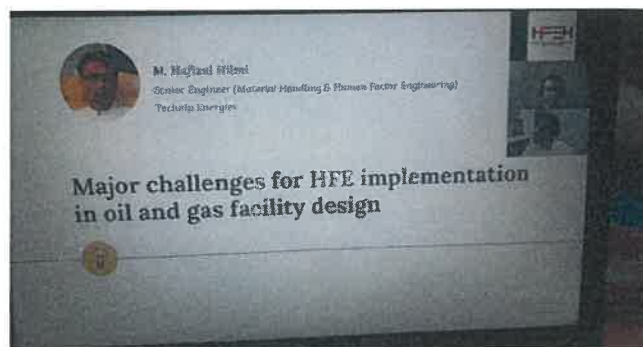 M. Hafizul Hilmi
Senior Engineer (Material Handling & Human Factor Engineering)
Technip Energies
HFEH
Major challenges for HFE implementation
in oil and gas facility design